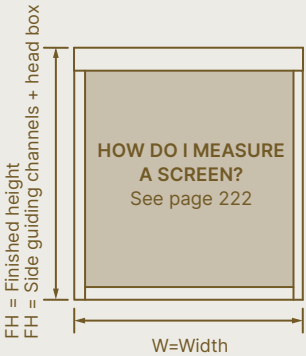 FH = Finished height
FH = Side guiding channels + head box
HOW DO I MEASURE
A SCREEN?
See page 222
W=Width